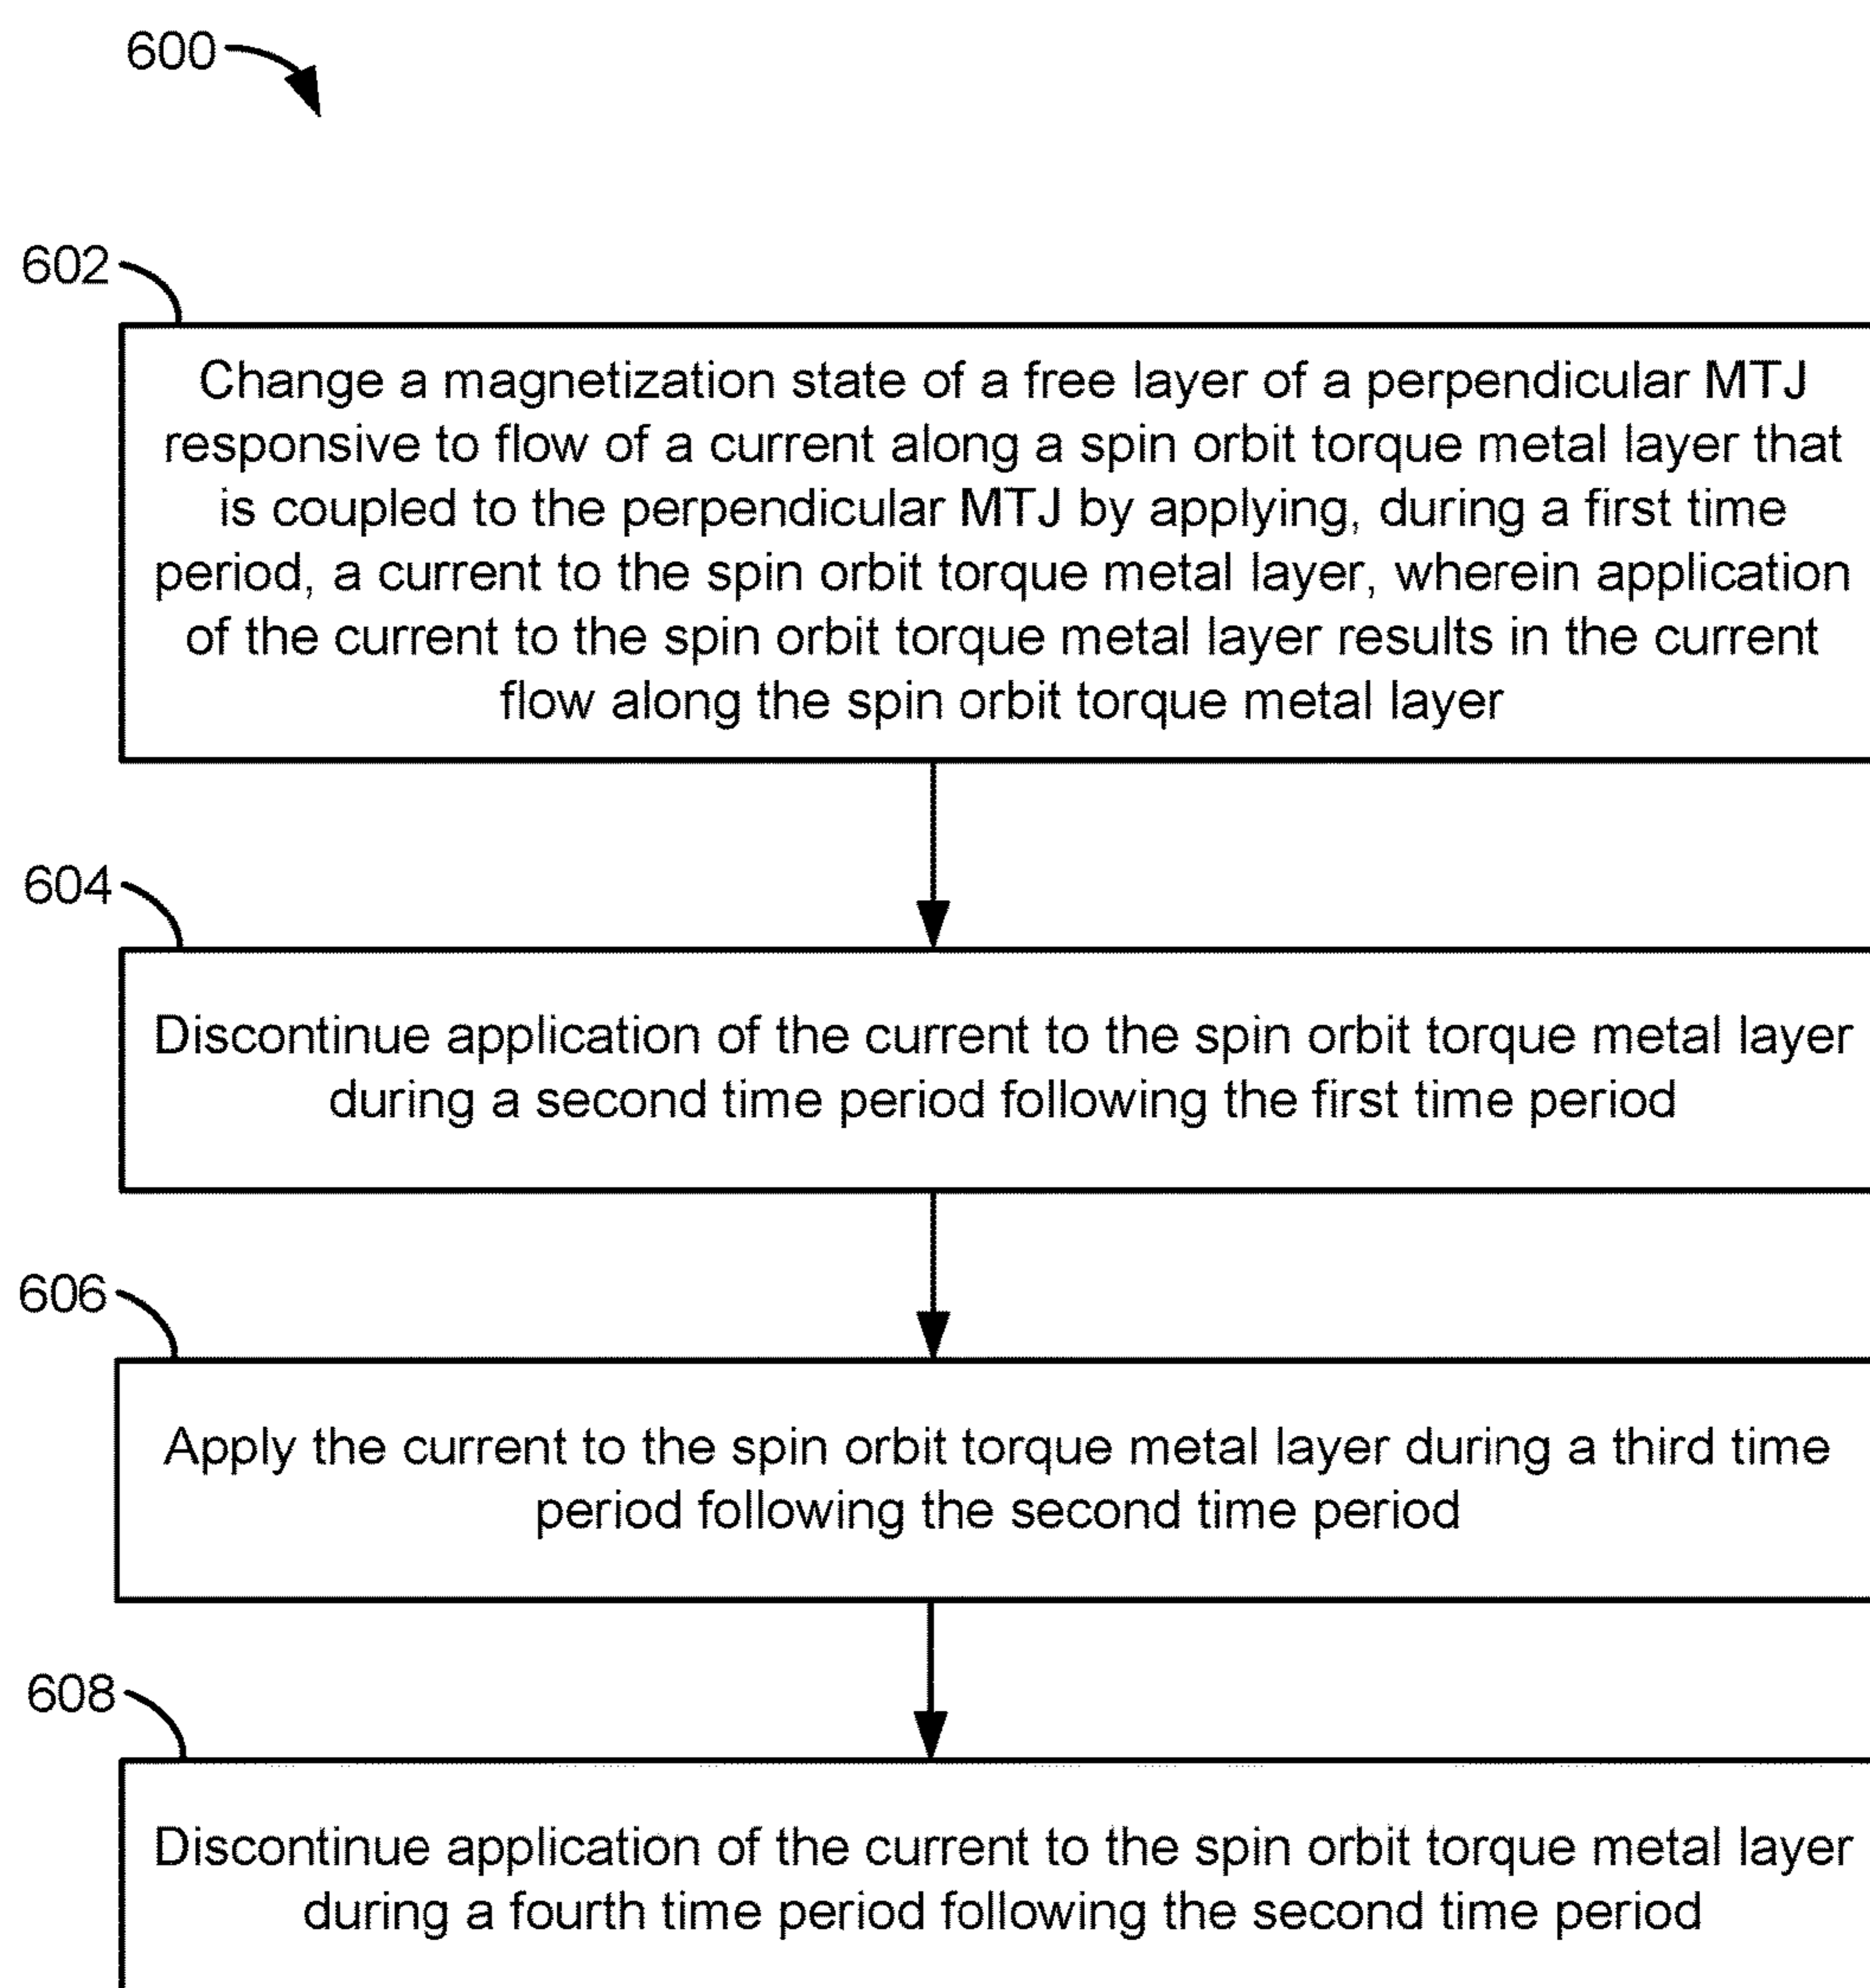 600
602
Change a magnetization state of a free layer of a perpendicular MTJ
responsive to flow of a current along a spin orbit torque metal layer that
is coupled to the perpendicular MTJ by applying, during a first time
period, a current to the spin orbit torque metal layer, wherein application
of the current to the spin orbit torque metal layer results in the current
flow along the spin orbit torque metal layer
604
Discontinue application of the current to the spin orbit torque metal layer
during a second time period following the first time period
606
Apply the current to the spin orbit torque metal layer during a third time
period following the second time period
608
Discontinue application of the current to the spin orbit torque metal layer
during a fourth time period following the second time period